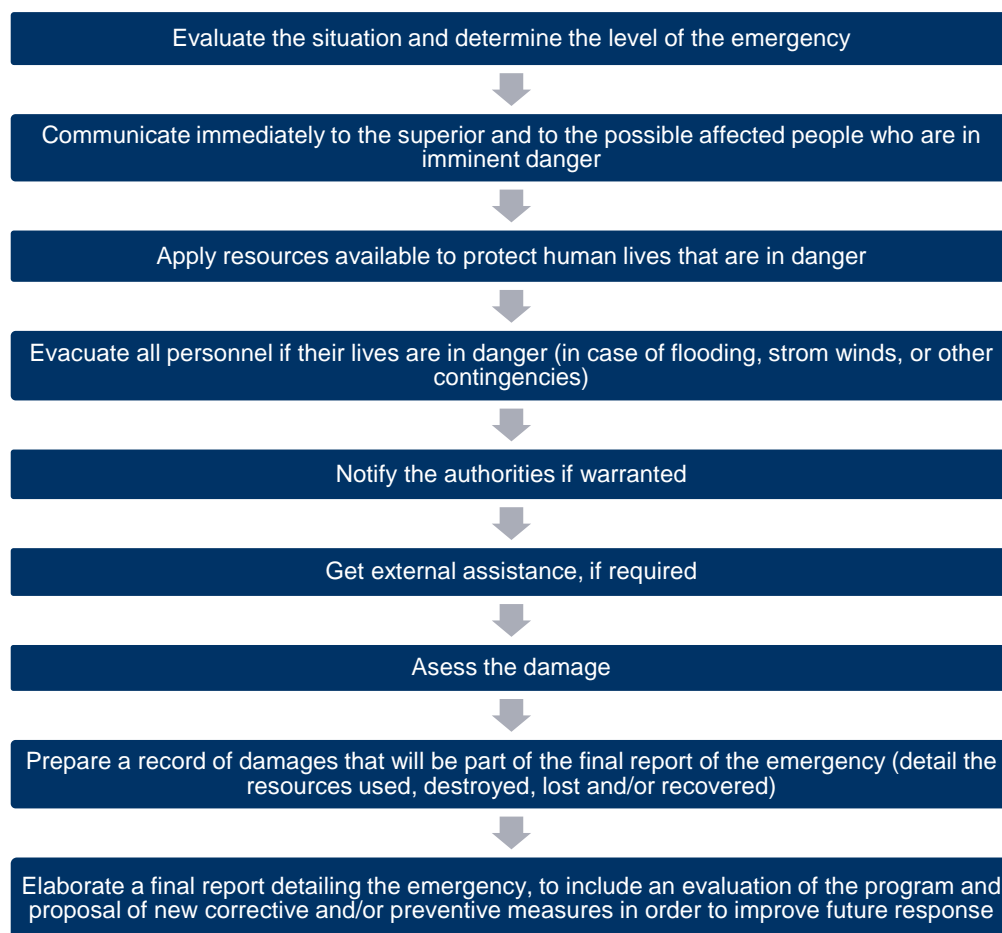 Evaluate the situation and determine the level of the emergency
Communicate immediately to the superior and to the possible affected people who are in
imminent danger
Apply resources available to protect human lives that are in danger
Evacuate all personnel if their lives are in danger (in case of flooding, strom winds, or other
contingencies)
Notify the authorities if warranted
Get external assistance, if required
Asess the damage
Prepare a record of damages that will be part of the final report of the emergency (detail the
resources used, destroyed, lost and/or recovered)
Elaborate a final report detailing the emergency, to include an evaluation of the program and
proposal of new corrective and/or preventive measures in order to improve future response